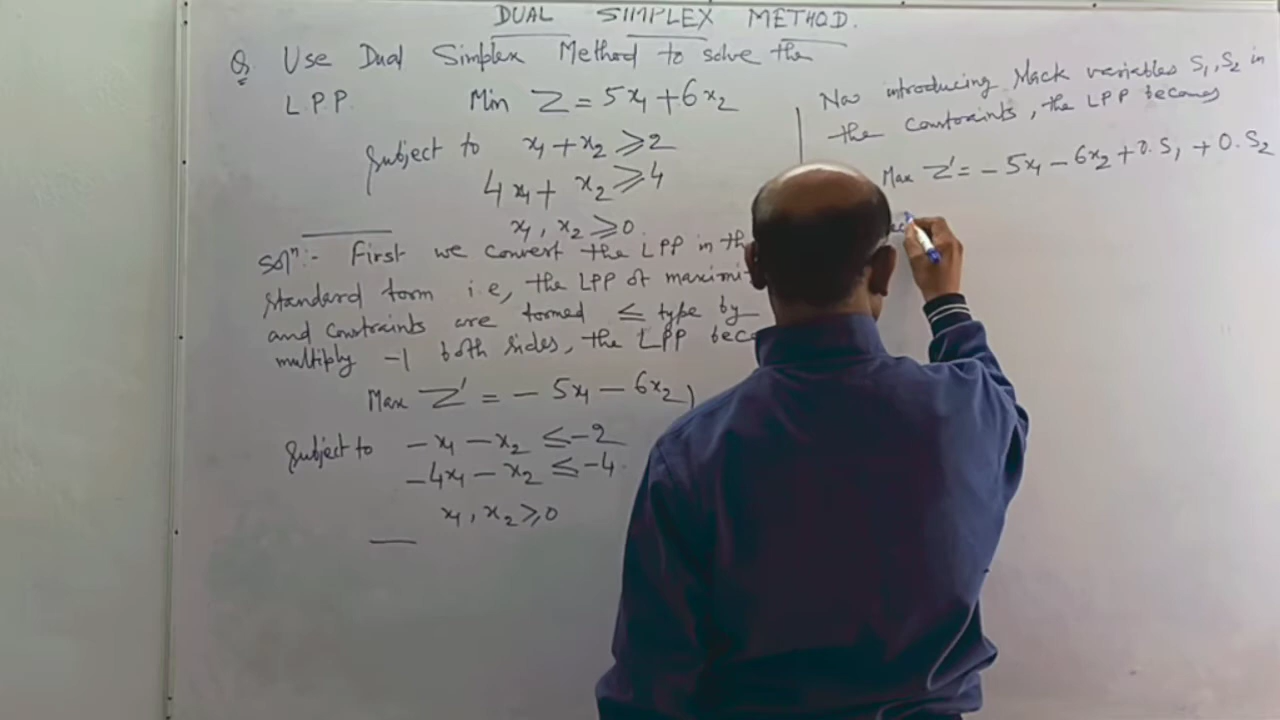 DUAL SIMPLEX METHOD.
Q. Use Dual Simplex Method to solve the
L.P.P. Min Z = 5x₁ + 6x₂
Subject to x₁ + x₂ ≥ 2
4x₁ + x₂ ≥ 4
x₁, x₂ ≥ 0.
Solⁿ:- First we convert the LPP in th
standard form i.e, the LPP of maximi-
and constraints are formed ≤ type by
multiply -1 both sides, the LPP beco
Max Z' = - 5x₁ - 6x₂,
Subject to -x₁ - x₂ ≤ -2
-4x₁ - x₂ ≤ -4.
x₁, x₂ ≥ 0
Now introducing slack variables S₁, S₂ in
the constraints, the LPP becomes
Max Z' = - 5x₁ - 6x₂ + 0.S₁ + 0.S₂